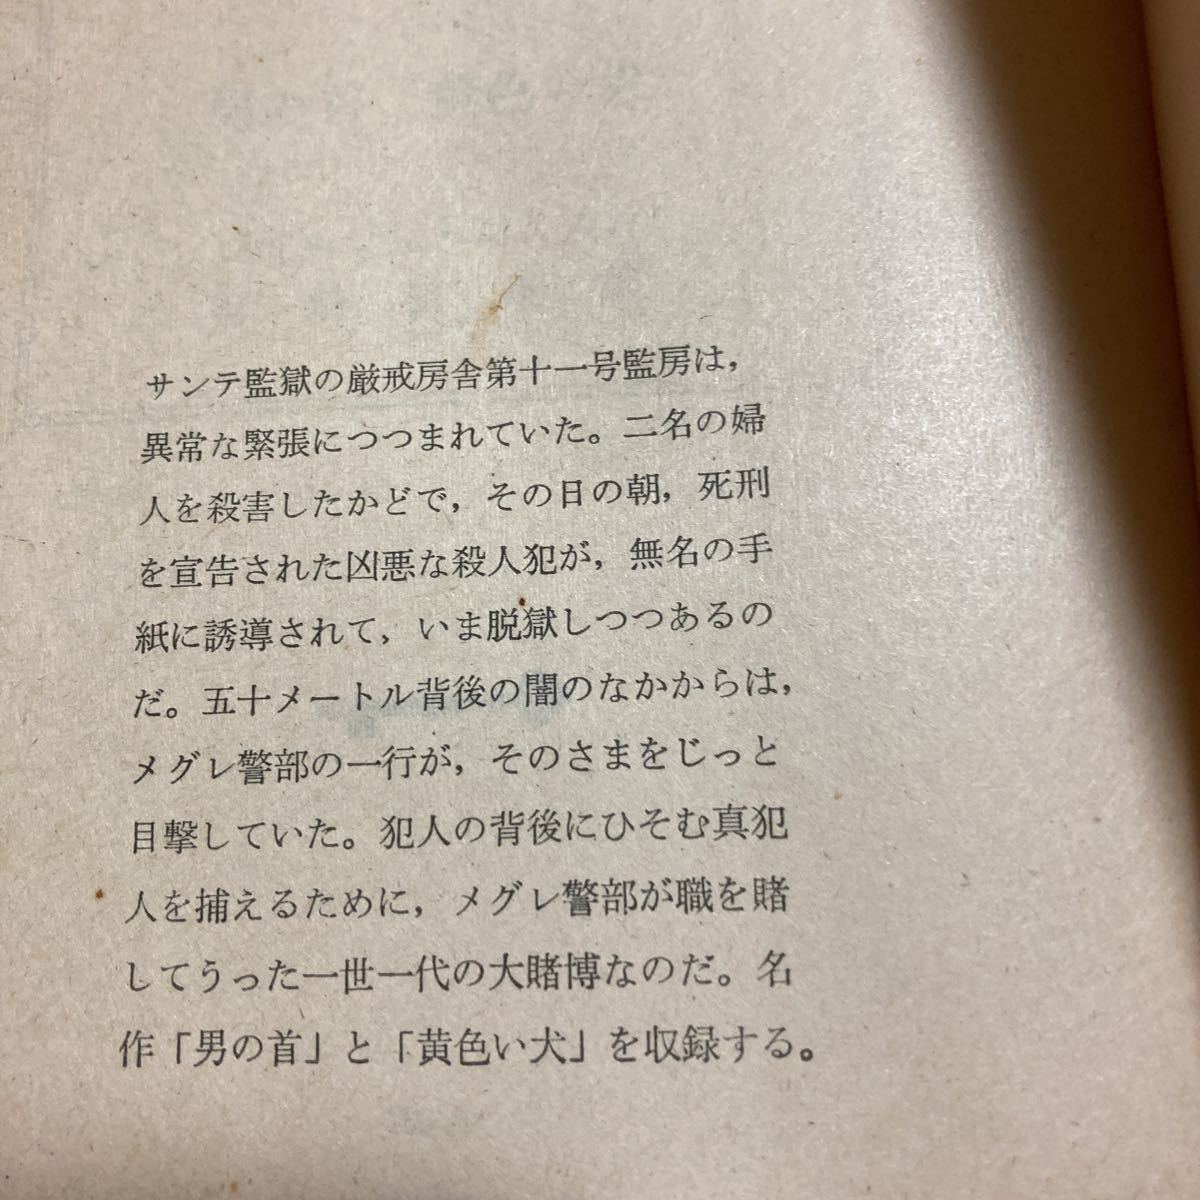 サンテ監獄の厳戒房舎第十一号監房は，
異常な緊張につつまれていた。二名の婦
人を殺害したかどで，その日の朝，死刑
を宣告された凶悪な殺人犯が，無名の手
紙に誘導されて，いま脱獄しつつあるの
だ。五十メートル背後の闇のなかからは，
メグレ警部の一行が，そのさまをじっと
目撃していた。犯人の背後にひそむ真犯
人を捕えるために，メグレ警部が職を賭
してうった一世一代の大賭博なのだ。名
作「男の首」と「黄色い犬」を収録する。